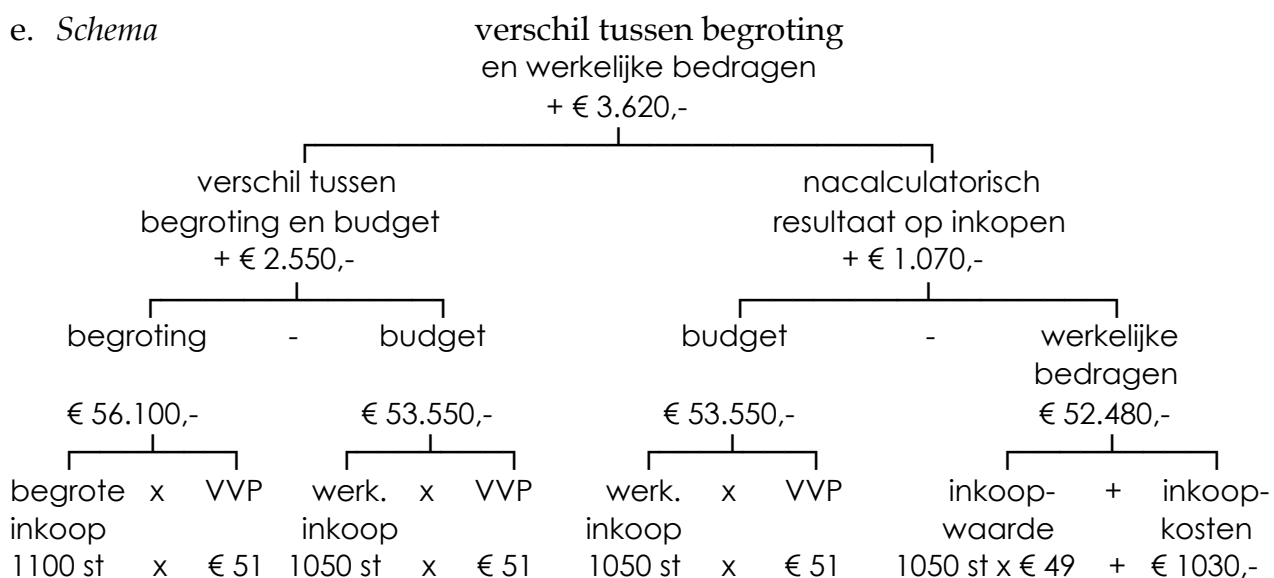 e. Schema verschil tussen begroting
en werkelijke bedragen
+ € 3.620,-
verschil tussen nacalculatorisch
begroting en budget resultaat op inkopen
+ € 2.550,- + € 1.070,-
begroting - budget budget - werkelijke
bedragen
€ 56.100,- € 53.550,- € 53.550,- € 52.480,-
begrote x VVP werk. x VVP werk. x VVP inkoop- + inkoop-
inkoop inkoop inkoop waarde kosten
1100 st x € 51 1050 st x € 51 1050 st x € 51 1050 st x € 49 + € 1030,-